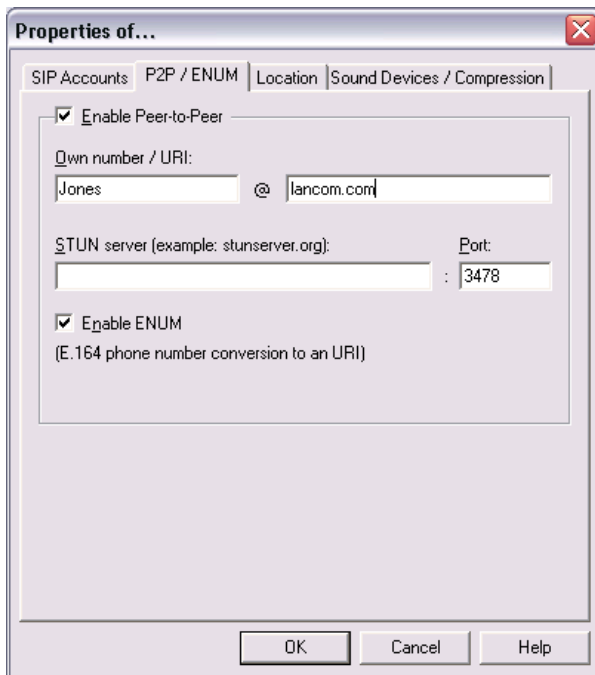 Properties of...
SIP Accounts P2P / ENUM Location Sound Devices / Compression
Enable Peer-to-Peer
Own number / URI:
Jones @ lancom.com
STUN server (example: stunserver.org): Port:
: 3478
Enable ENUM
(E.164 phone number conversion to an URI)
OK Cancel Help